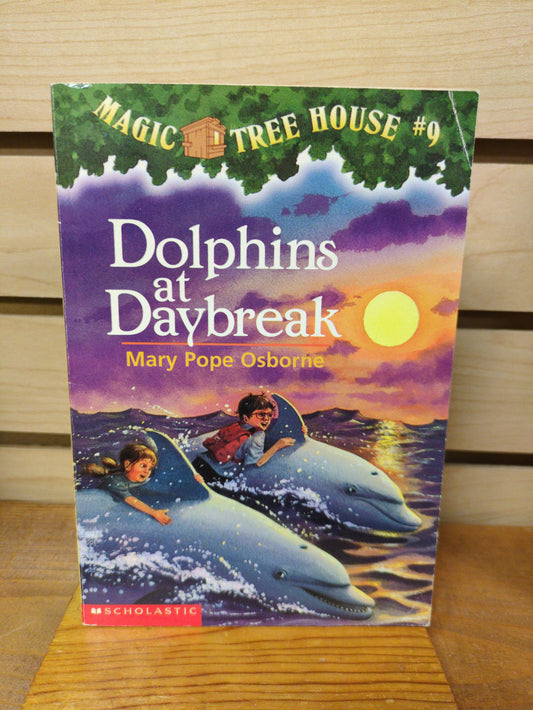 MAGIC TREE HOUSE #9
Dolphins
at
Daybreak
Mary Pope Osborne
SCHOLASTIC